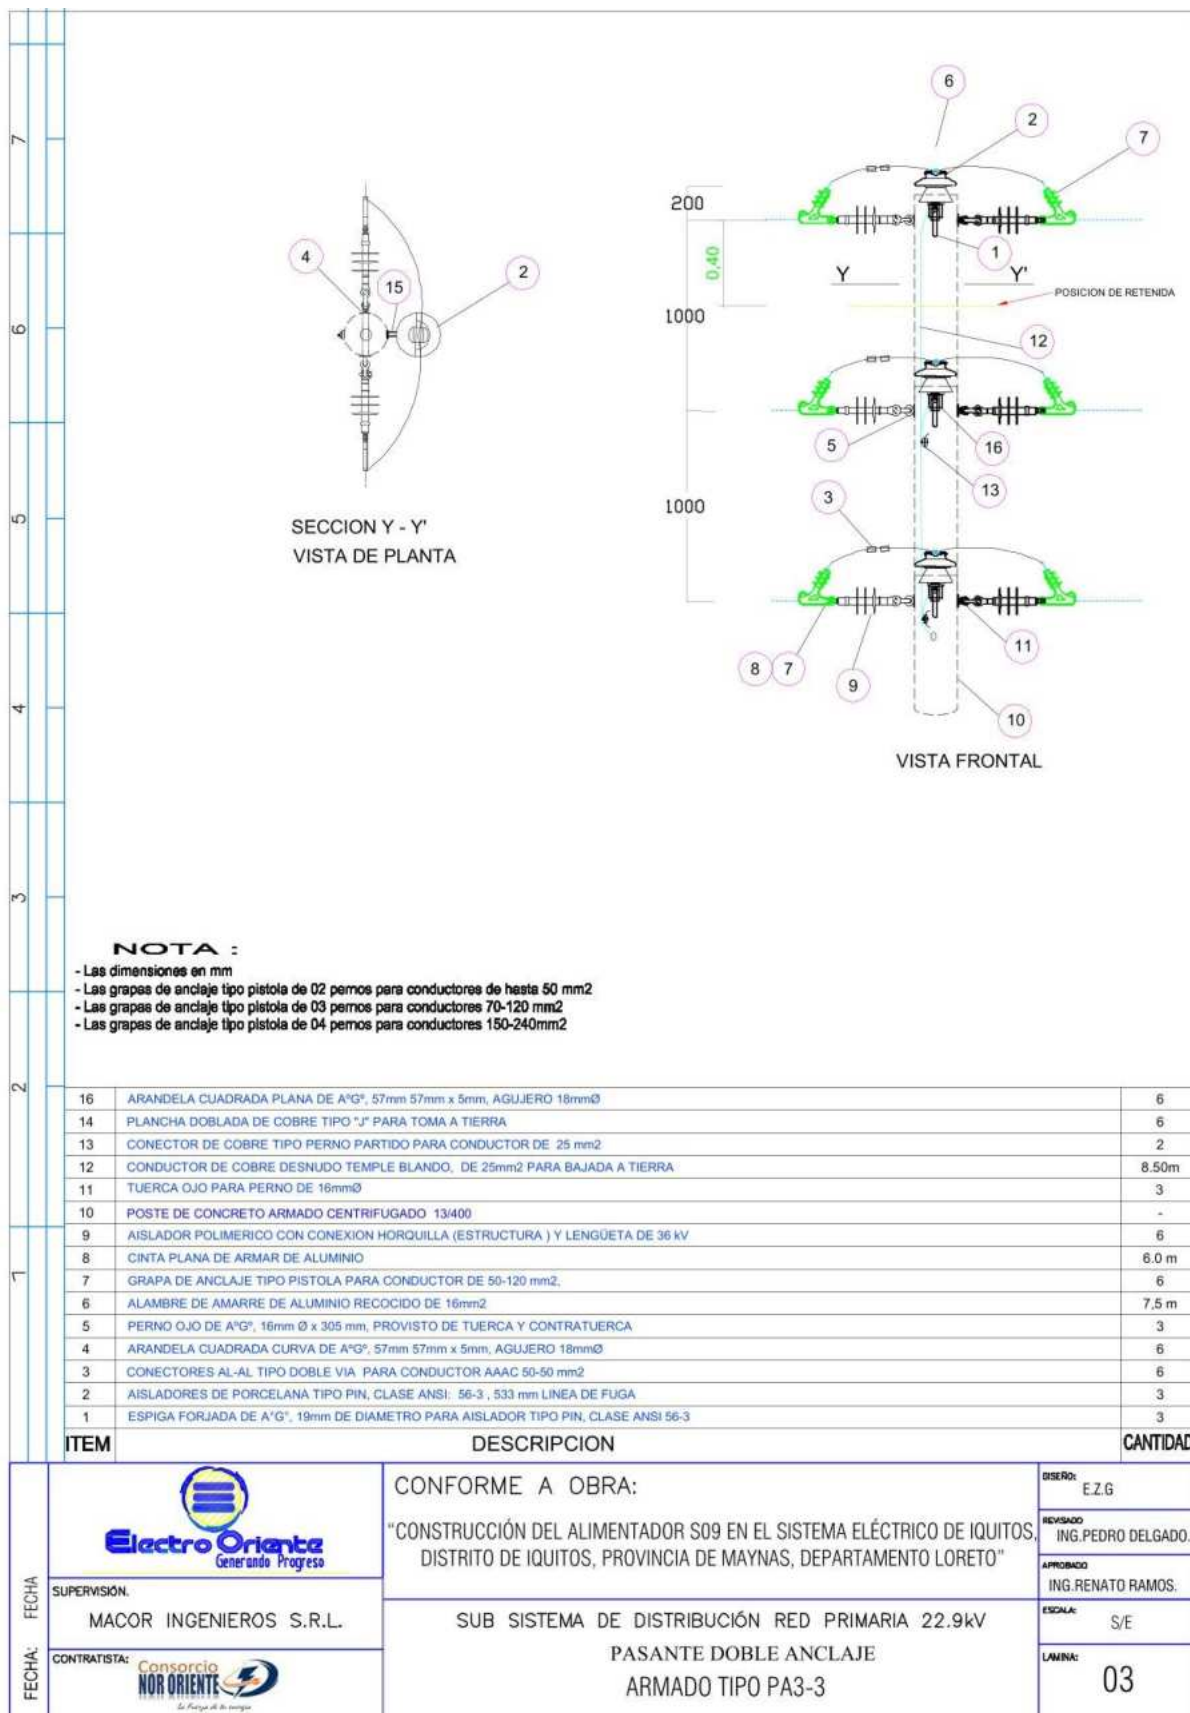 7
6
5
4
3
2
1
6
2
7
200
0,40
1
Y
Y'
POSICION DE RETENIDA
1000
12
5
16
13
1000
3
11
8
7
9
10
VISTA FRONTAL
4
15
2
SECCION Y - Y'
VISTA DE PLANTA
NOTA :
- Las dimensiones en mm
- Las grapas de anclaje tipo pistola de 02 pernos para conductores de hasta 50 mm2
- Las grapas de anclaje tipo pistola de 03 pernos para conductores 70-120 mm2
- Las grapas de anclaje tipo pistola de 04 pernos para conductores 150-240mm2
16 ARANDELA CUADRADA PLANA DE AºGº, 57mm 57mm x 5mm, AGUJERO 18mmØ 6
14 PLANCHA DOBLADA DE COBRE TIPO "J" PARA TOMA A TIERRA 6
13 CONECTOR DE COBRE TIPO PERNO PARTIDO PARA CONDUCTOR DE 25 mm2 2
12 CONDUCTOR DE COBRE DESNUDO TEMPLE BLANDO, DE 25mm2 PARA BAJADA A TIERRA 8.50m
11 TUERCA OJO PARA PERNO DE 16mmØ 3
10 POSTE DE CONCRETO ARMADO CENTRIFUGADO 13/400 -
9 AISLADOR POLIMERICO CON CONEXION HORQUILLA (ESTRUCTURA ) Y LENGÜETA DE 36 kV 6
8 CINTA PLANA DE ARMAR DE ALUMINIO 6.0 m
7 GRAPA DE ANCLAJE TIPO PISTOLA PARA CONDUCTOR DE 50-120 mm2, 6
6 ALAMBRE DE AMARRE DE ALUMINIO RECOCIDO DE 16mm2 7,5 m
5 PERNO OJO DE AºGº, 16mm Ø x 305 mm, PROVISTO DE TUERCA Y CONTRATUERCA 3
4 ARANDELA CUADRADA CURVA DE AºGº, 57mm 57mm x 5mm, AGUJERO 18mmØ 6
3 CONECTORES AL-AL TIPO DOBLE VIA PARA CONDUCTOR AAAC 50-50 mm2 6
2 AISLADORES DE PORCELANA TIPO PIN, CLASE ANSI: 56-3 , 533 mm LINEA DE FUGA 3
1 ESPIGA FORJADA DE A°G°, 19mm DE DIAMETRO PARA AISLADOR TIPO PIN, CLASE ANSI 56-3 3
ITEM DESCRIPCION CANTIDAD
FECHA: FECHA
Electro Oriente
Generando Progreso
SUPERVISIÓN.
MACOR INGENIEROS S.R.L.
CONTRATISTA:
Consorcio
NOR ORIENTE
La Fuerza de la energia
CONFORME A OBRA:
"CONSTRUCCIÓN DEL ALIMENTADOR S09 EN EL SISTEMA ELÉCTRICO DE IQUITOS,
DISTRITO DE IQUITOS, PROVINCIA DE MAYNAS, DEPARTAMENTO LORETO"
SUB SISTEMA DE DISTRIBUCIÓN RED PRIMARIA 22.9kV
PASANTE DOBLE ANCLAJE
ARMADO TIPO PA3-3
DISEÑO:
E.Z.G
REVISADO
ING.PEDRO DELGADO.
APROBADO
ING.RENATO RAMOS.
ESCALA:
S/E
LAMINA:
03